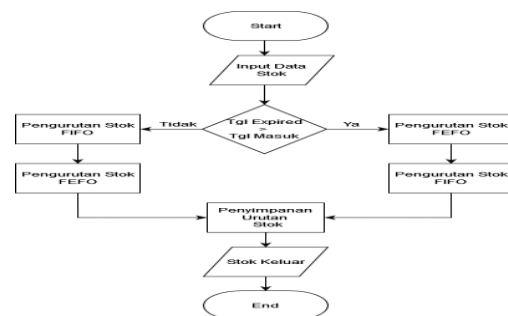 Start
Input Data
Stok
Tgl Expired
>
Tgl Masuk
Tidak
Ya
Pengurutan Stok
FIFO
Pengurutan Stok
FEFO
Pengurutan Stok
FEFO
Pengurutan Stok
FIFO
Penyimpanan
Urutan
Stok
Stok Keluar
End